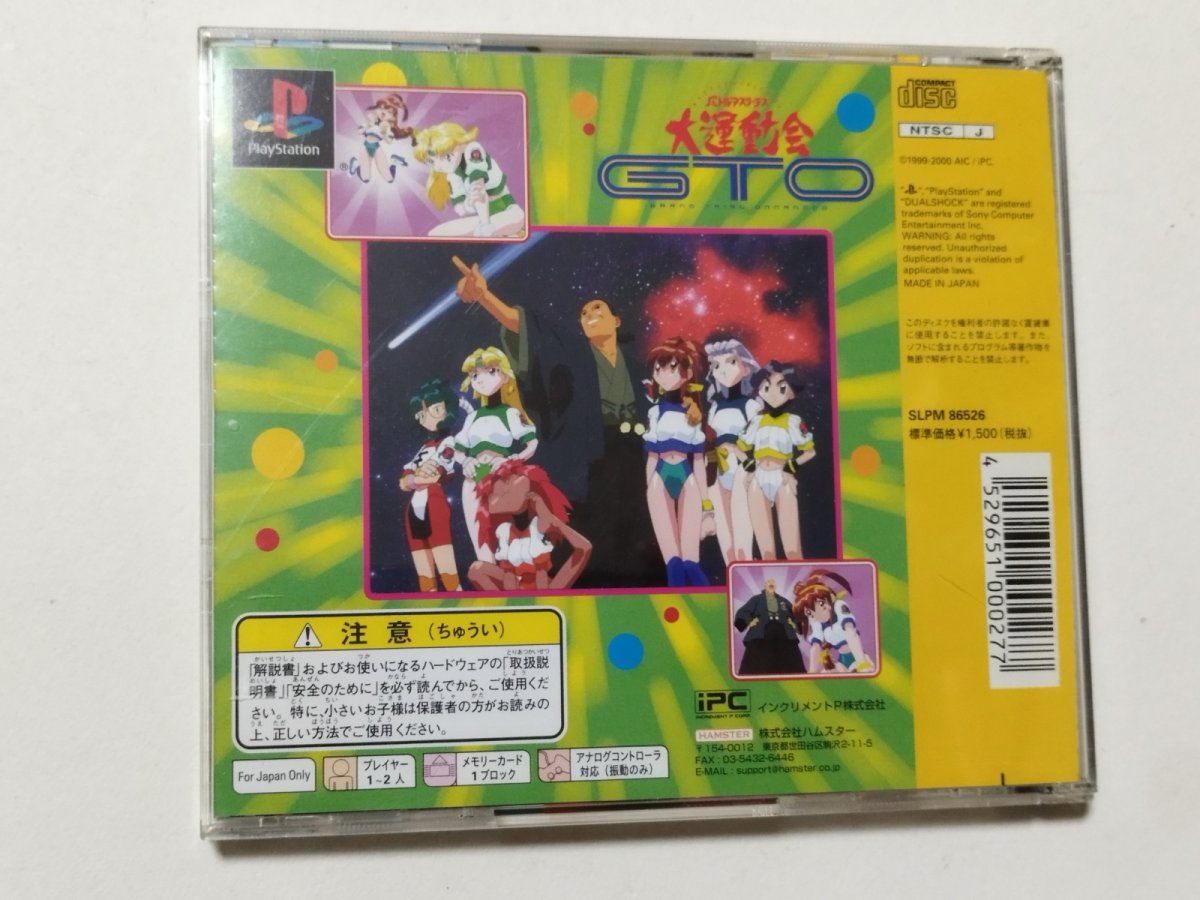 PlayStation
®
バトルアスリーテス
大運動会
GTO
COMPACT
disc
NTSC J
©1999-2000 AIC / iPC.
"", "PlayStation" and
"DUALSHOCK" are registered
trademarks of Sony Computer
Entertainment Inc.
WARNING: All rights
reserved. Unauthorized
duplication is a violation of
applicable laws.
MADE IN JAPAN
このディスクを権利者の許諾なく賃貸業
に使用することを禁止します。また、
ソフトに含まれるプログラム等著作物を
無断で解析することを禁止します。
SLPM 86526
標準価格¥1,500(税抜)
4 529651 000277
注意(ちゅうい)
「解説書」およびお使いになるハードウェアの「取扱説
明書」「安全のために」を必ず読んでから、ご使用くだ
さい。特に、小さいお子様は保護者の方がお読みの
上、正しい方法でご使用ください。
For Japan Only
プレイヤー
1~2人
メモリーカード
1ブロック
アナログコントローラ
対応(振動のみ)
iPC
INCREMENT P CORP.
インクリメントP株式会社
HAMSTER 株式会社ハムスター
〒154-0012 東京都世田谷区駒沢2-11-5
FAX : 03-5432-6446
E-MAIL : support@hamster.co.jp